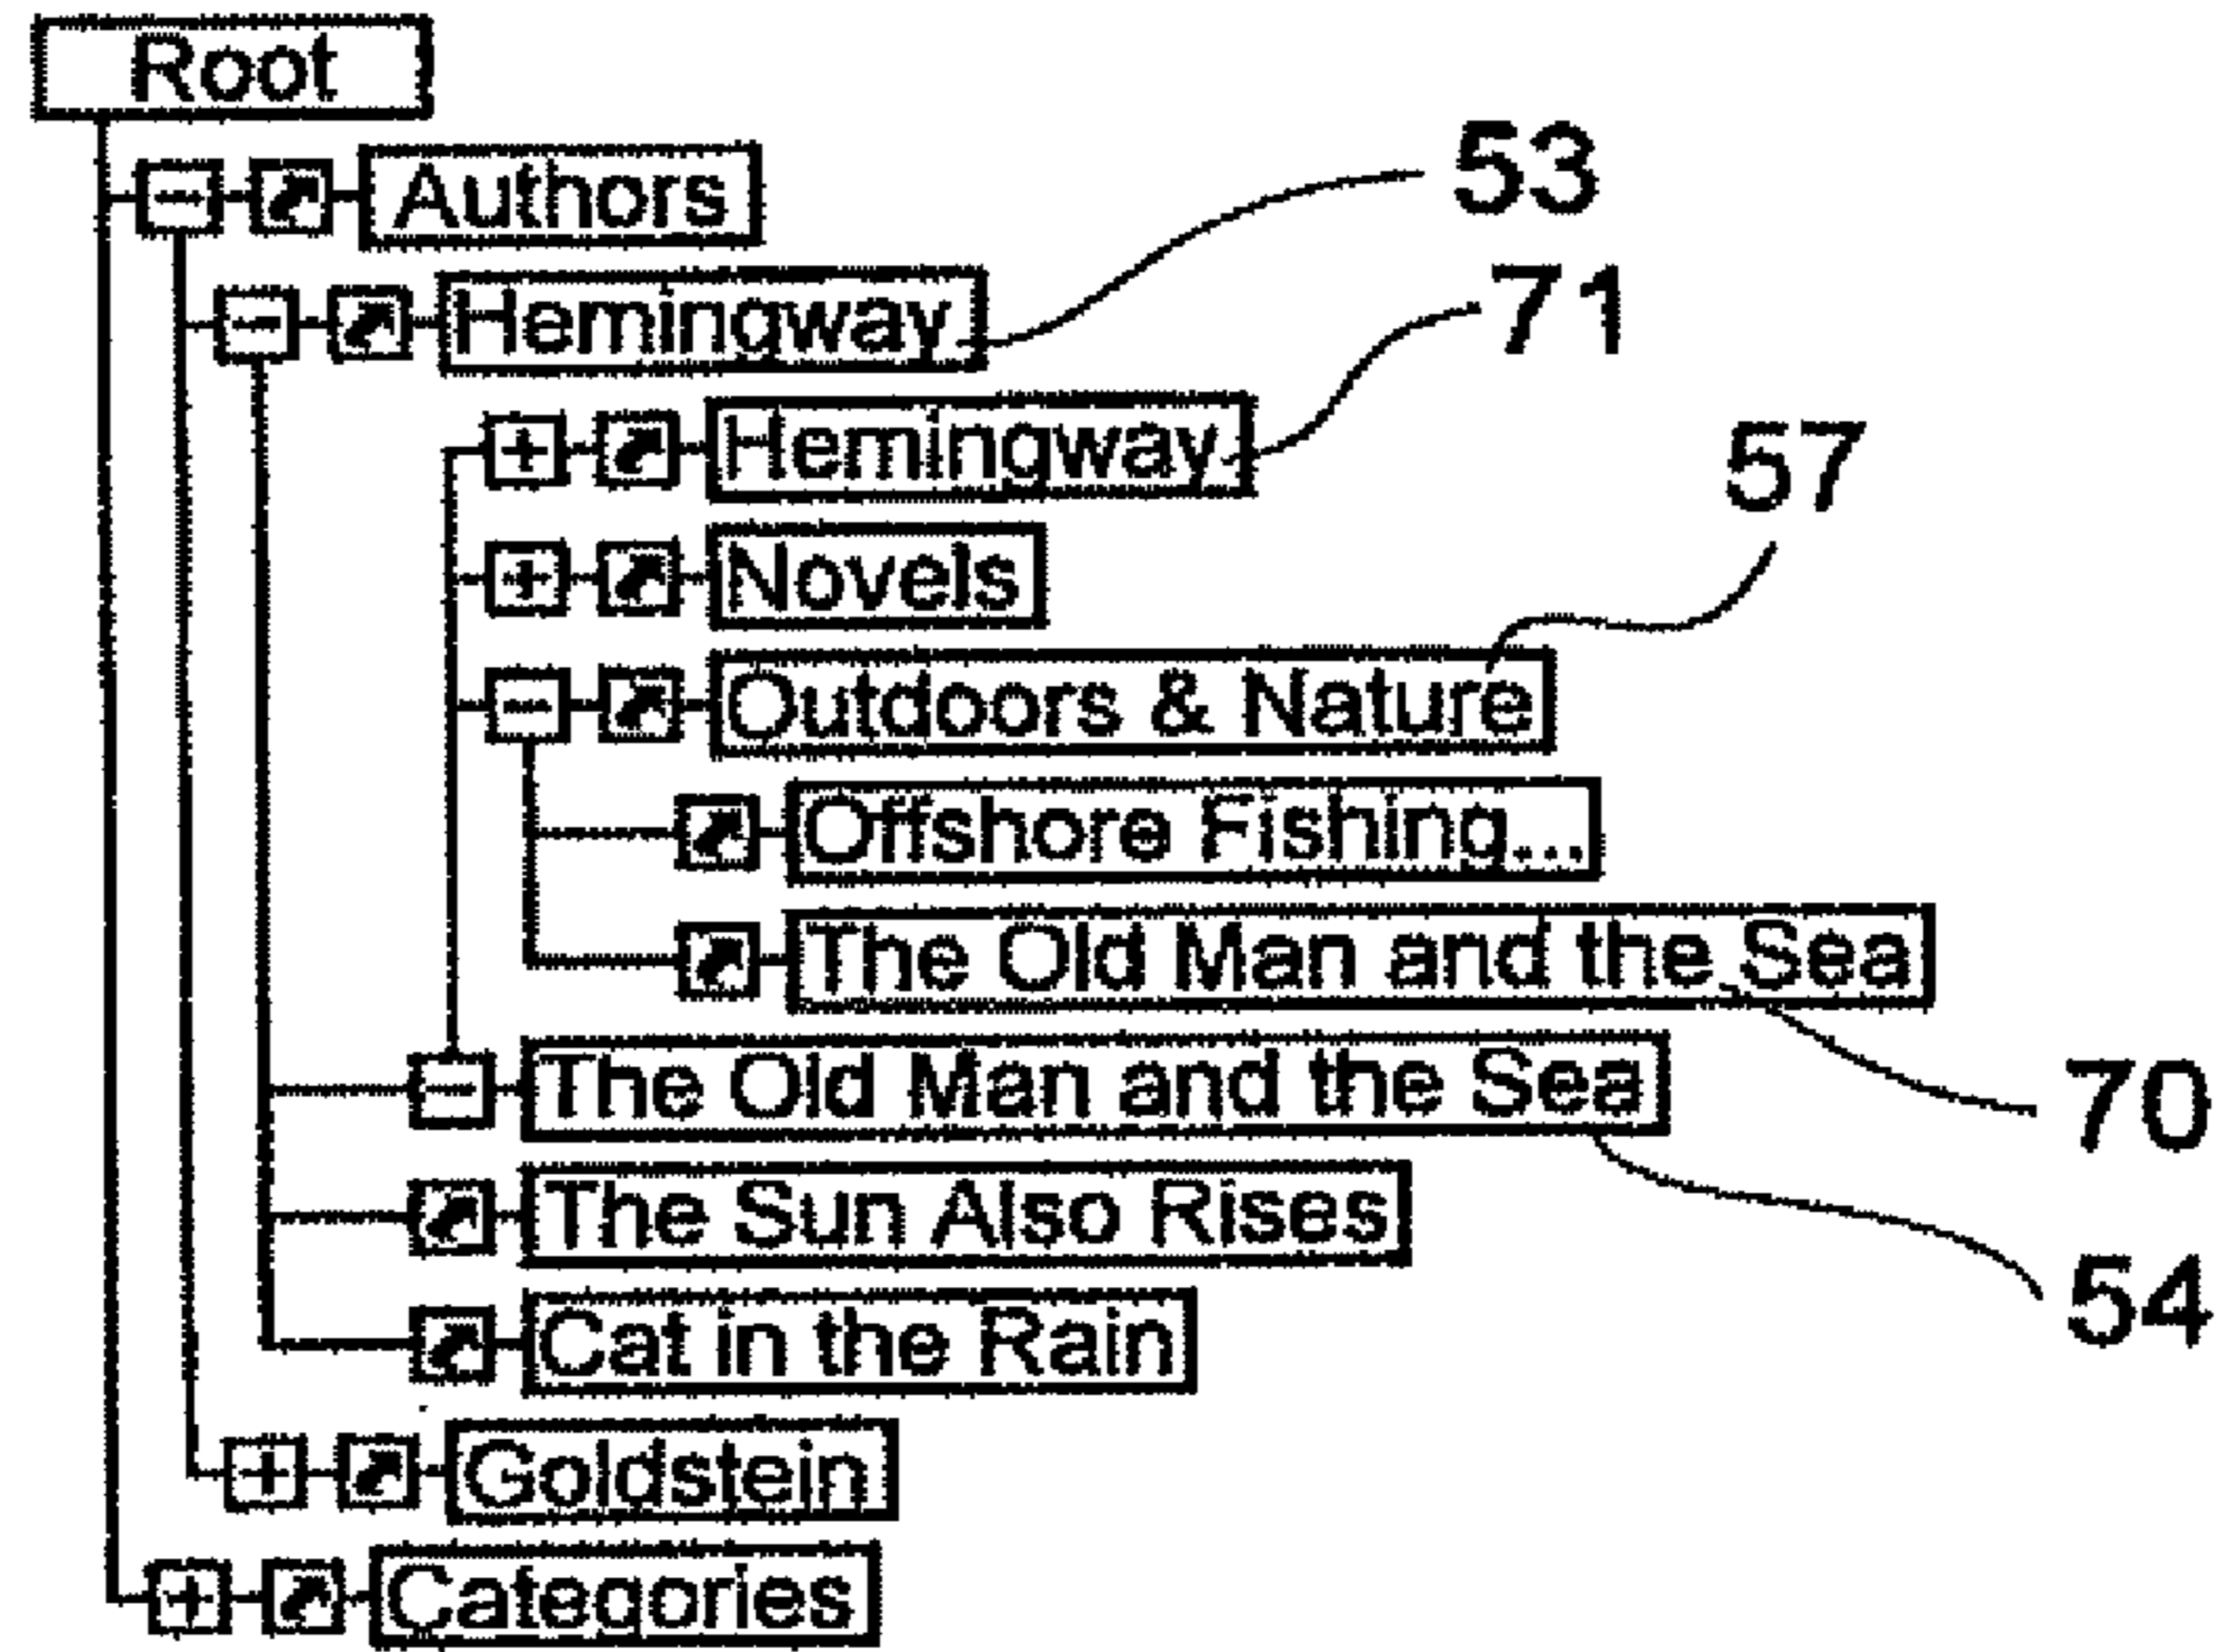 Root
Authors
53
Hemingway
71
Hemingway
57
Novels
Outdoors & Nature
Offshore Fishing...
The Old Man and the Sea
70
The Old Man and the Sea
The Sun Also Rises
54
Cat in the Rain
Goldstein
Categories